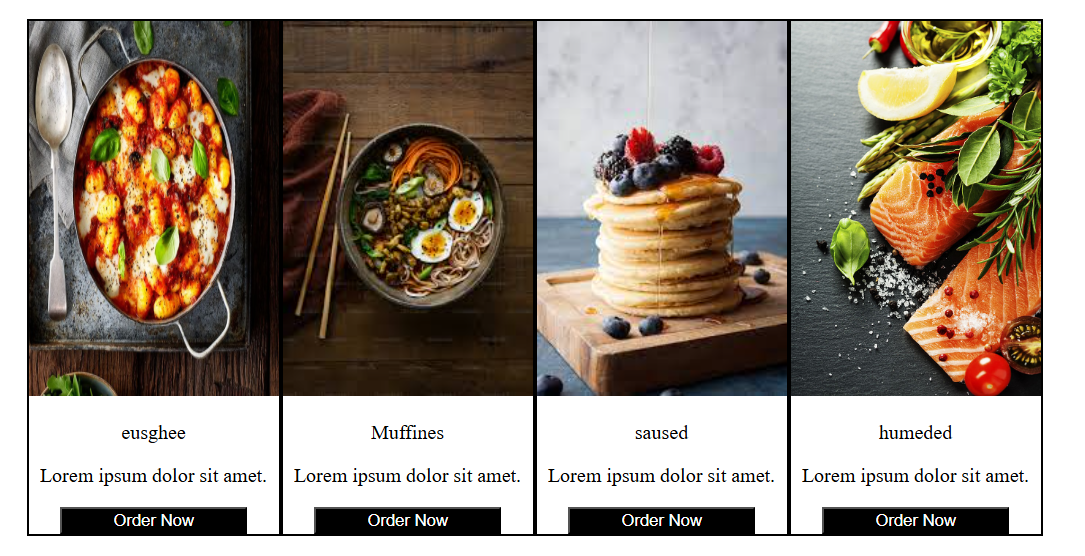 eusghee
Muffines
saused
humeded
Lorem ipsum dolor sit amet.
Lorem ipsum dolor sit amet.
Lorem ipsum dolor sit amet.
Lorem ipsum dolor sit amet.
Order Now
Order Now
Order Now
Order Now